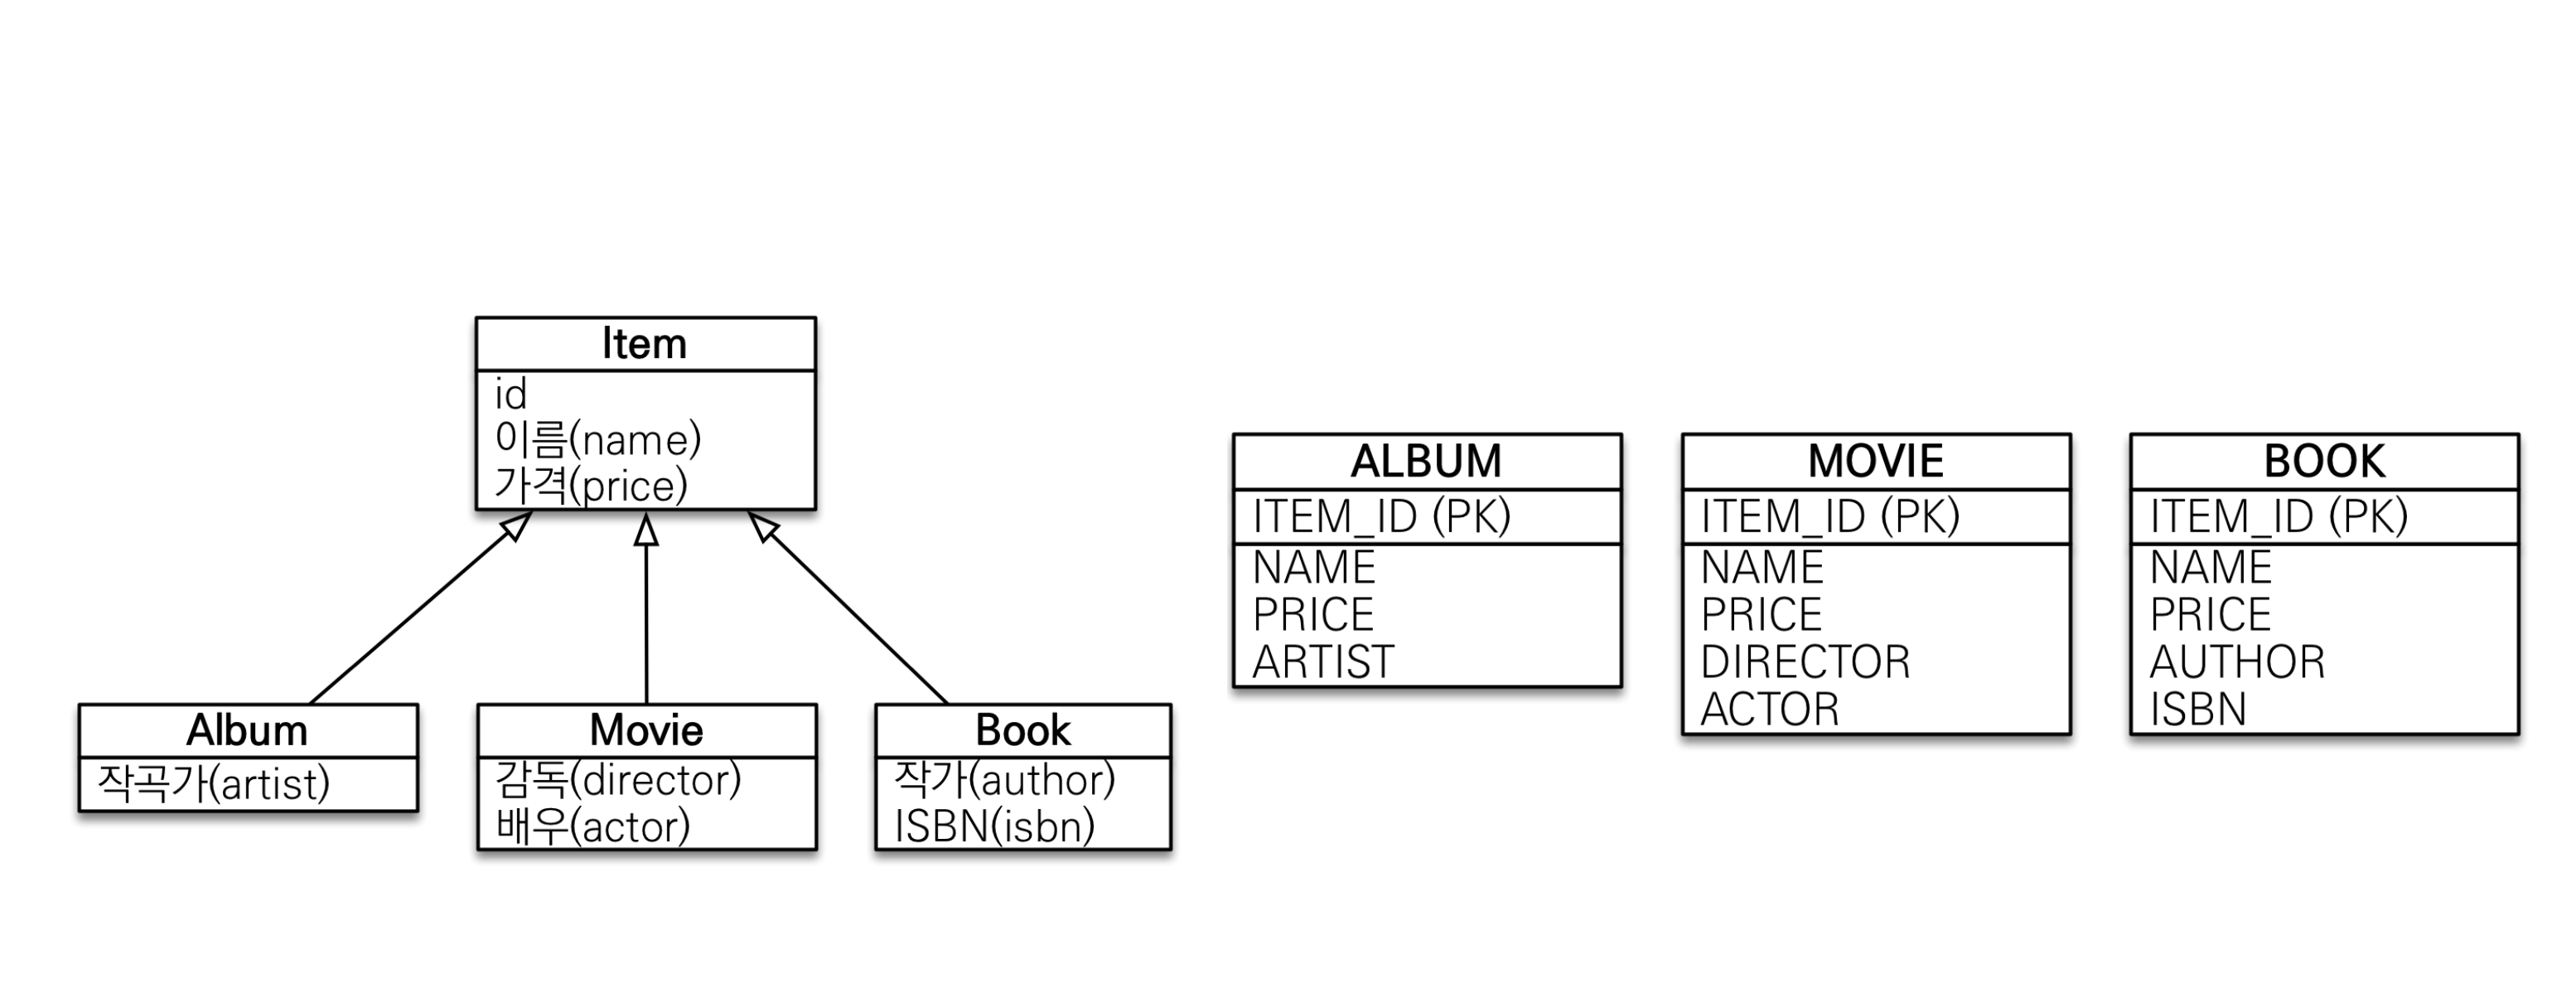 Item
id
이름(name)
가격(price)
Album
작곡가(artist)
Movie
감독(director)
배우(actor)
Book
작가(author)
ISBN(isbn)
ALBUM
ITEM_ID (PK)
NAME
PRICE
ARTIST
MOVIE
ITEM_ID (PK)
NAME
PRICE
DIRECTOR
ACTOR
BOOK
ITEM_ID (PK)
NAME
PRICE
AUTHOR
ISBN